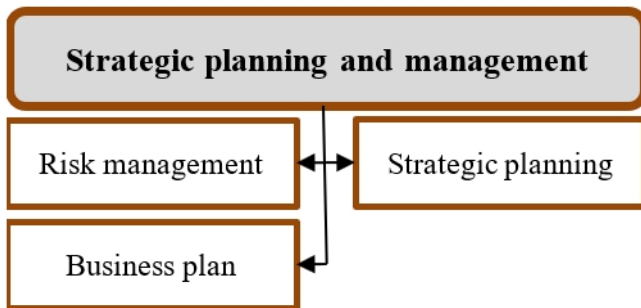 Strategic planning and management
Risk management
Strategic planning
Business plan